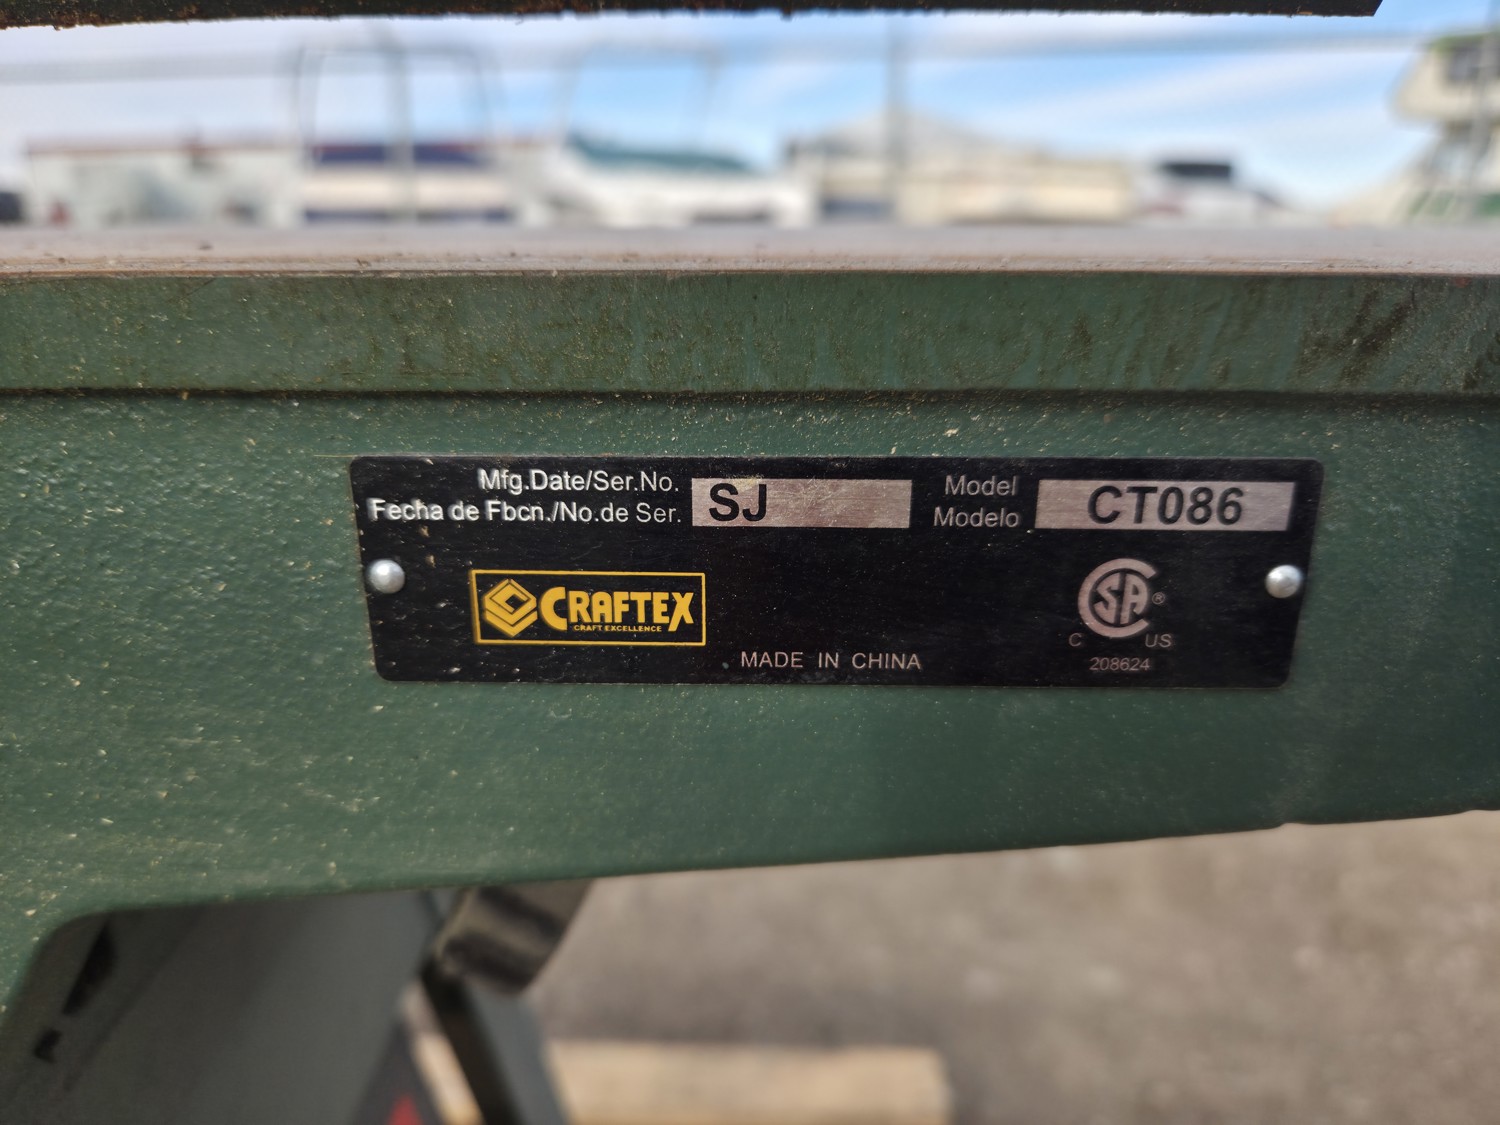 Mfg.Date/Ser.No. SJ Model CT086
Fecha de Fbcn./No.de Ser. Modelo
CRAFTEX
CRAFT EXCELLENCE
MADE IN CHINA
CSA®
C US
208624